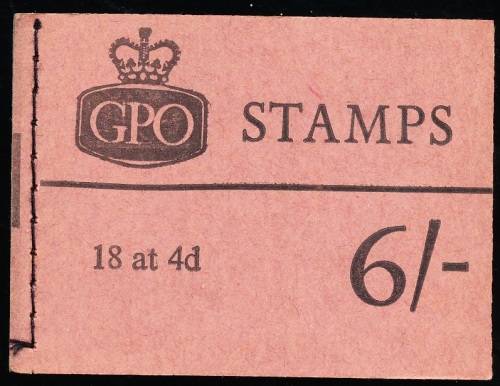 GPO STAMPS
18 at 4d
6/-